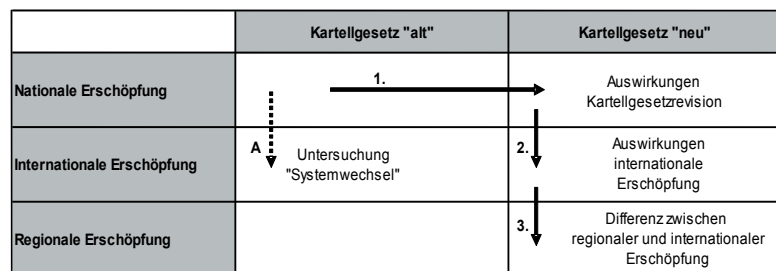 Kartellgesetz "alt"
Kartellgesetz "neu"
Nationale Erschöpfung
1.
Auswirkungen
Kartellgesetzrevision
Internationale Erschöpfung
A
Untersuchung
"Systemwechsel"
2.
Auswirkungen
internationale
Erschöpfung
Regionale Erschöpfung
3.
Differenz zwischen
regionaler und internationaler
Erschöpfung